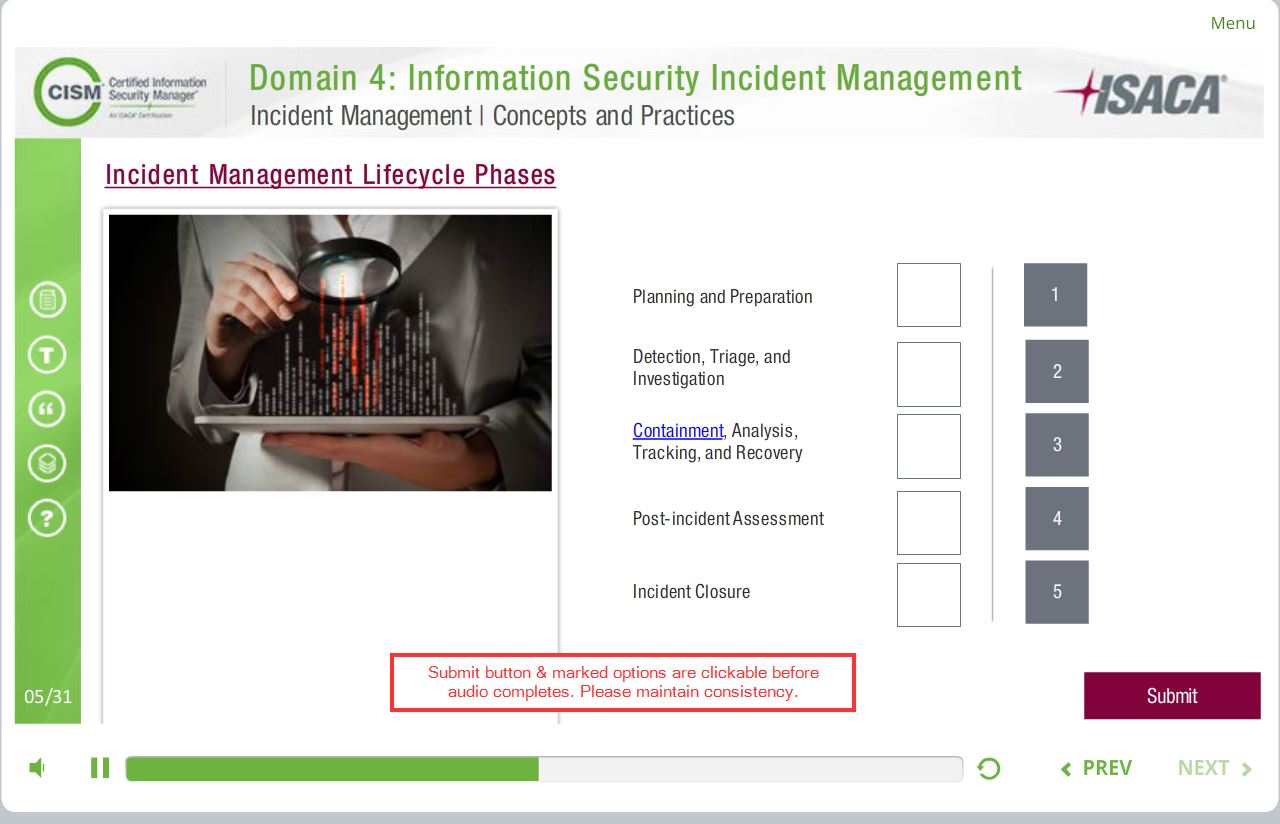 Menu
CISM
Certified Information
Security Manager
An ISACA Certification
Domain 4: Information Security Incident Management
Incident Management | Concepts and Practices
ISACA®
Incident Management Lifecycle Phases
Planning and Preparation
1
Detection, Triage, and
Investigation
2
Containment, Analysis,
Tracking, and Recovery
3
Post-incident Assessment
4
Incident Closure
5
T
“
?
05/31
Submit button & marked options are clickable before
audio completes. Please maintain consistency.
Submit
PREV
NEXT